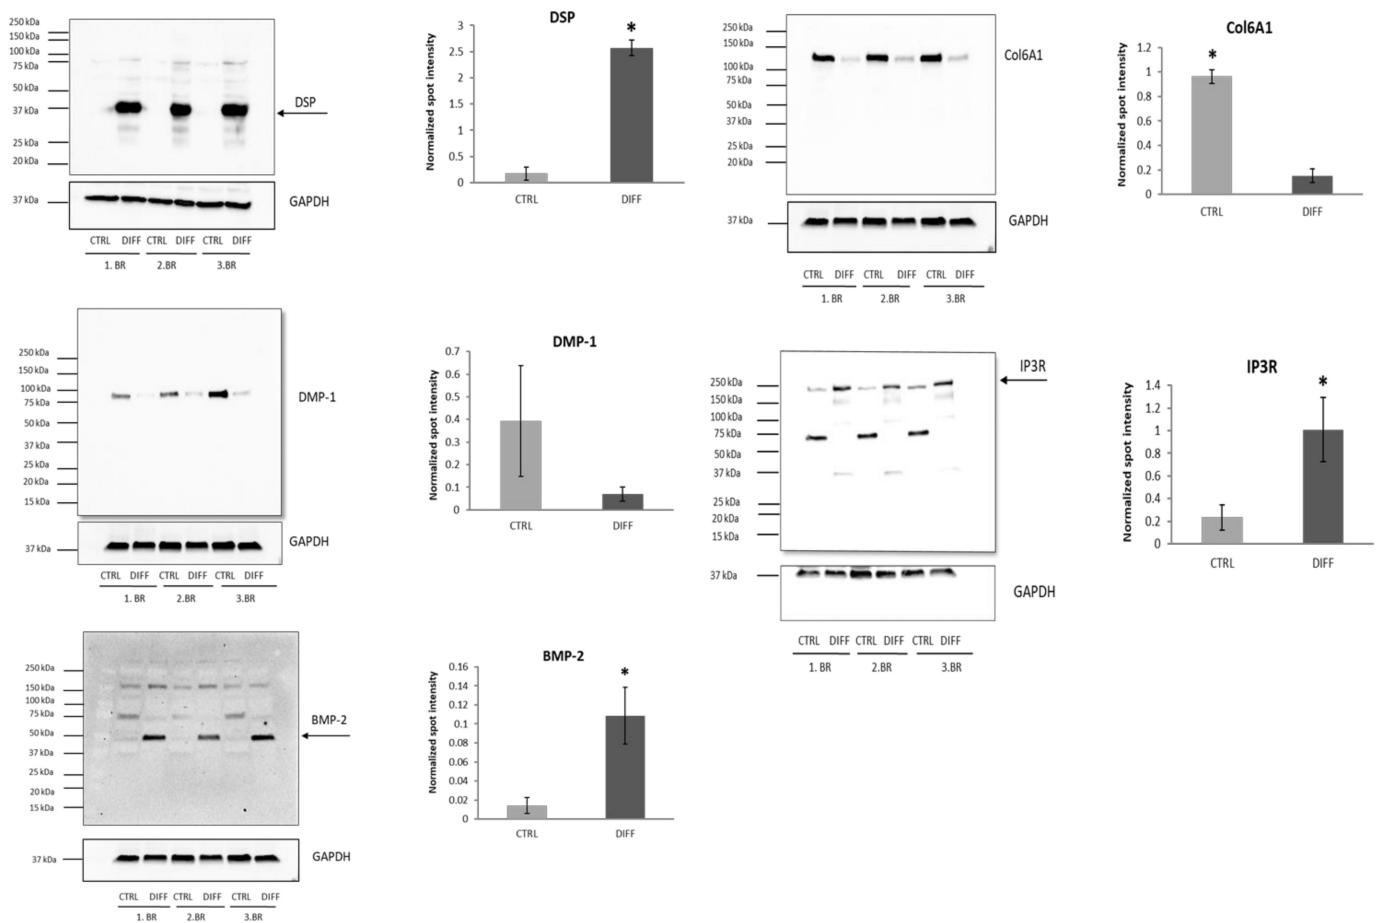 250 kDa
150 kDa
100 kDa
75 kDa
50 kDa
37 kDa
25 kDa
20 kDa
DSP
37 kDa
GAPDH
CTRL DIFF CTRL DIFF CTRL DIFF
1. BR 2.BR 3.BR
DSP
Normalized spot intensity
3
2.5
2
1.5
1
0.5
0
*
CTRL DIFF
250 kDa
150 kDa
100 kDa
75 kDa
50 kDa
37 kDa
25 kDa
20 kDa
Col6A1
37 kDa
GAPDH
CTRL DIFF CTRL DIFF CTRL DIFF
1. BR 2.BR 3.BR
Col6A1
Normalized spot intensity
1.2
1
0.8
0.6
0.4
0.2
0
*
CTRL DIFF
250 kDa
150 kDa
100 kDa
75 kDa
50 kDa
37 kDa
25 kDa
20 kDa
15 kDa
DMP-1
37 kDa
GAPDH
CTRL DIFF CTRL DIFF CTRL DIFF
1. BR 2.BR 3.BR
DMP-1
Normalized spot intensity
0.7
0.6
0.5
0.4
0.3
0.2
0.1
0
CTRL DIFF
250 kDa
150 kDa
100 kDa
75 kDa
50 kDa
37 kDa
25 kDa
20 kDa
15 kDa
IP3R
37 kDa
GAPDH
CTRL DIFF CTRL DIFF CTRL DIFF
1. BR 2.BR 3.BR
IP3R
Normalized spot intensity
1.4
1.2
1
0.8
0.6
0.4
0.2
0
*
CTRL DIFF
250 kDa
150 kDa
100 kDa
75 kDa
50 kDa
37 kDa
25 kDa
20 kDa
15 kDa
BMP-2
37 kDa
GAPDH
CTRL DIFF CTRL DIFF CTRL DIFF
1. BR 2.BR 3.BR
BMP-2
Normalized spot intensity
0.16
0.14
0.12
0.1
0.08
0.06
0.04
0.02
0
*
CTRL DIFF